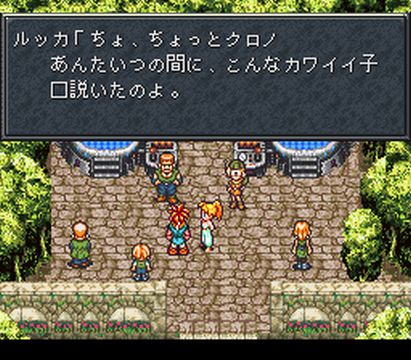 ルッカ「ちょ、ちょっとクロノ
あんたいつの間に、こんなカワイイ子
口説いたのよ。